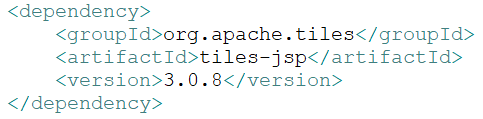 <dependency>
    <groupId>org.apache.tiles</groupId>
    <artifactId>tiles-jsp</artifactId>
    <version>3.0.8</version>
</dependency>